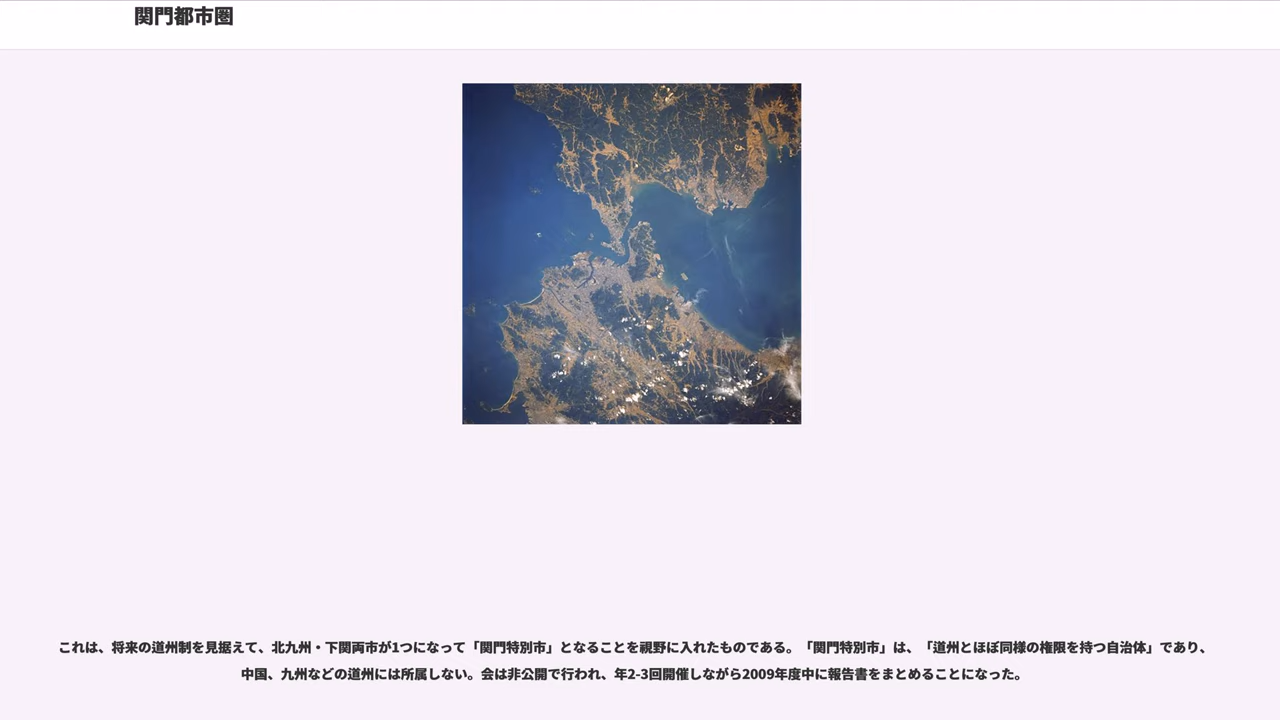 関門都市圏
これは、将来の道州制を見据えて、北九州・下関両市が1つになって「関門特別市」となることを視野に入れたものである。「関門特別市」は、「道州とほぼ同様の権限を持つ自治体」であり、
中国、九州などの道州には所属しない。会は非公開で行われ、年2-3回開催しながら2009年度中に報告書をまとめることになった。